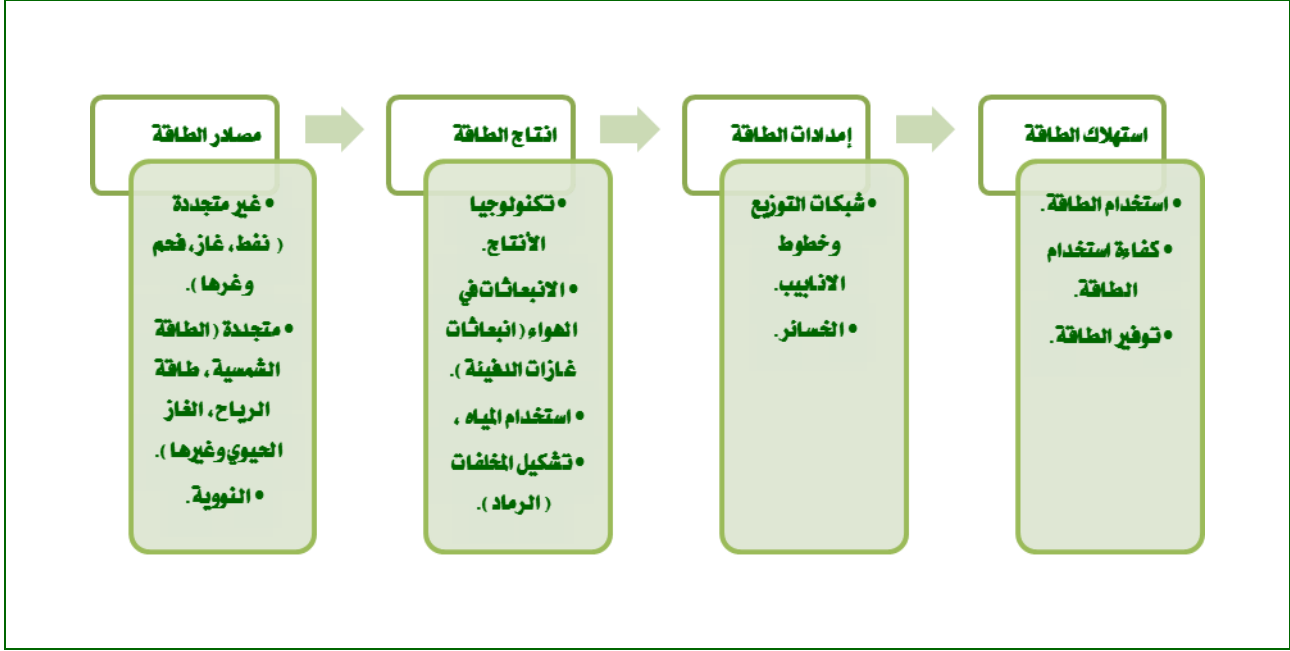 مصادر الطاقة
• غير متجددة
( نفط، غاز، فحم
وغرها ).
• متجددة (الطاقة
الشمسية، طاقة
الرياح، الغاز
الحيوي وغيرها ).
• النووية.
انتاج الطاقة
• تكنولوجيا
الأنتاج.
• الانبعاثات في
الهواء (انبعاثات
غازات الدفيئة ).
• استخدام المياه ،
• تشكيل المخلفات
( الرماد ).
إمدادات الطاقة
• شبكات التوزيع
وخطوط
الانابيب.
• الخسائر.
استهلاك الطاقة
• استخدام الطاقة.
• كفاءة استخدام
الطاقة.
• توفير الطاقة.